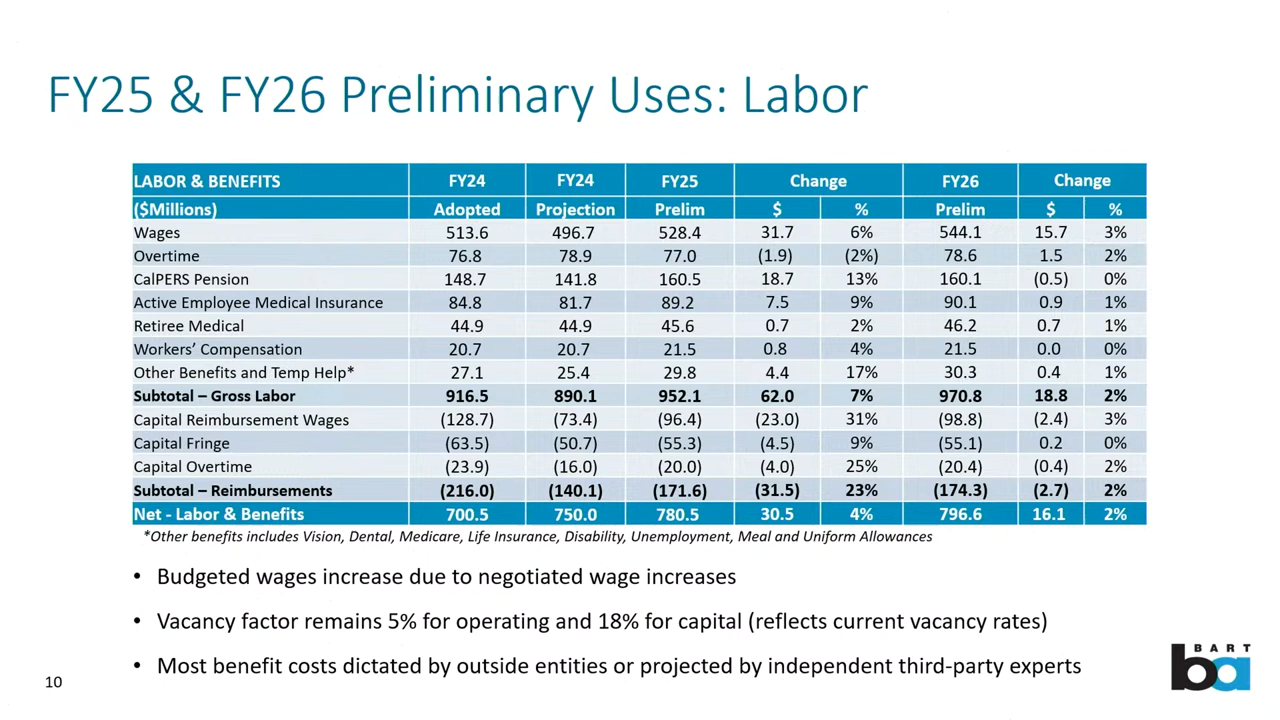 FY25 & FY26 Preliminary Uses: Labor
LABOR & BENEFITS FY24 FY24 FY25 Change FY26 Change
($Millions) Adopted Projection Prelim $ % Prelim $ %
Wages 513.6 496.7 528.4 31.7 6% 544.1 15.7 3%
Overtime 76.8 78.9 77.0 (1.9) (2%) 78.6 1.5 2%
CalPERS Pension 148.7 141.8 160.5 18.7 13% 160.1 (0.5) 0%
Active Employee Medical Insurance 84.8 81.7 89.2 7.5 9% 90.1 0.9 1%
Retiree Medical 44.9 44.9 45.6 0.7 2% 46.2 0.7 1%
Workers’ Compensation 20.7 20.7 21.5 0.8 4% 21.5 0.0 0%
Other Benefits and Temp Help* 27.1 25.4 29.8 4.4 17% 30.3 0.4 1%
Subtotal – Gross Labor 916.5 890.1 952.1 62.0 7% 970.8 18.8 2%
Capital Reimbursement Wages (128.7) (73.4) (96.4) (23.0) 31% (98.8) (2.4) 3%
Capital Fringe (63.5) (50.7) (55.3) (4.5) 9% (55.1) 0.2 0%
Capital Overtime (23.9) (16.0) (20.0) (4.0) 25% (20.4) (0.4) 2%
Subtotal – Reimbursements (216.0) (140.1) (171.6) (31.5) 23% (174.3) (2.7) 2%
Net - Labor & Benefits 700.5 750.0 780.5 30.5 4% 796.6 16.1 2%
*Other benefits includes Vision, Dental, Medicare, Life Insurance, Disability, Unemployment, Meal and Uniform Allowances
• Budgeted wages increase due to negotiated wage increases
• Vacancy factor remains 5% for operating and 18% for capital (reflects current vacancy rates)
• Most benefit costs dictated by outside entities or projected by independent third-party experts
10
BART
ba